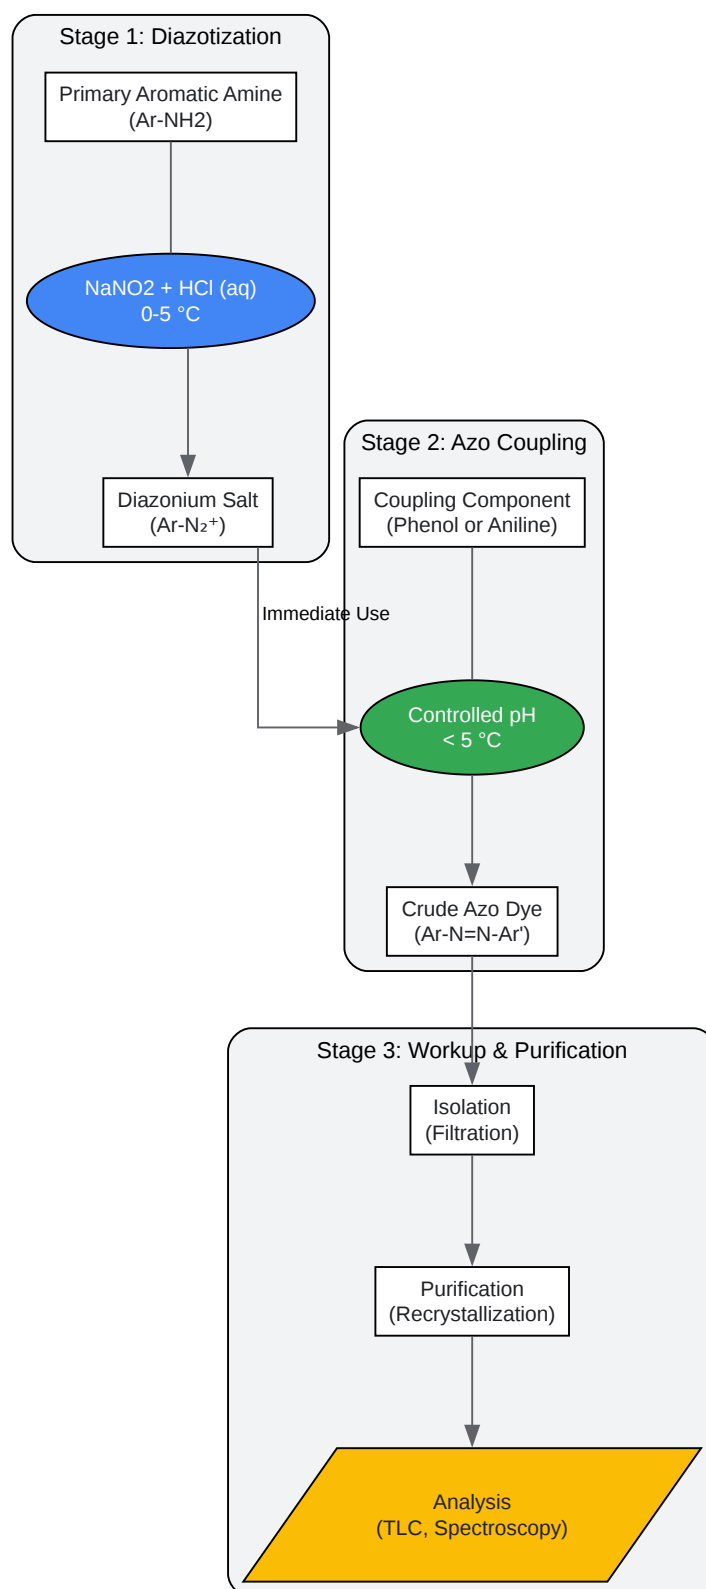 Stage 1: Diazotization
Primary Aromatic Amine
(Ar-NH2)
NaNO2 + HCl (aq)
0-5 °C
Diazonium Salt
(Ar-N₂⁺)
Immediate Use
Stage 2: Azo Coupling
Coupling Component
(Phenol or Aniline)
Controlled pH
< 5 °C
Crude Azo Dye
(Ar-N=N-Ar')
Stage 3: Workup & Purification
Isolation
(Filtration)
Purification
(Recrystallization)
Analysis
(TLC, Spectroscopy)